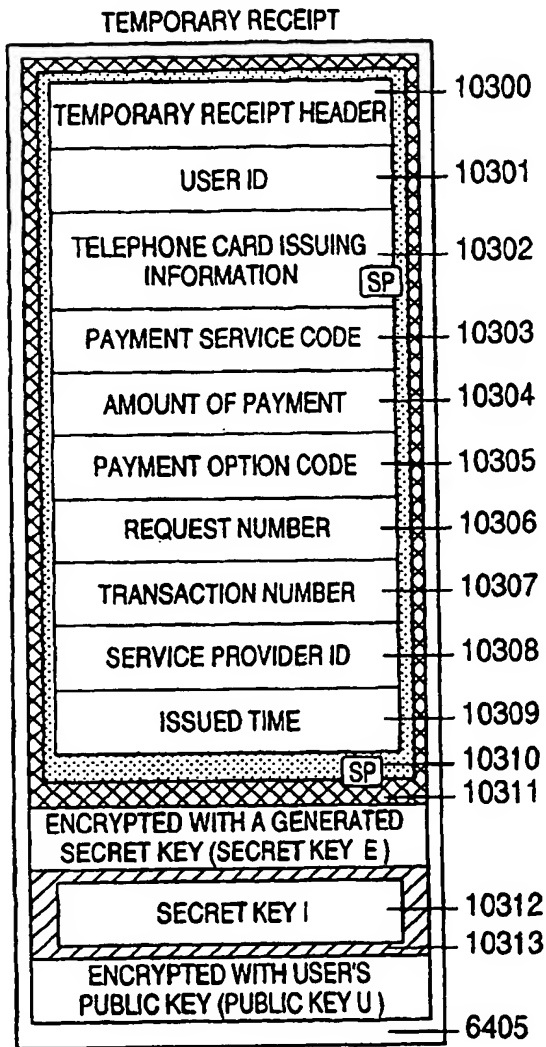 TEMPORARY RECEIPT
TEMPORARY RECEIPT HEADER
10300
USER ID
10301
TELEPHONE CARD ISSUING
INFORMATION
SP
10302
PAYMENT SERVICE CODE
10303
AMOUNT OF PAYMENT
10304
PAYMENT OPTION CODE
10305
REQUEST NUMBER
10306
TRANSACTION NUMBER
10307
SERVICE PROVIDER ID
10308
ISSUED TIME
10309
SP
10310
10311
ENCRYPTED WITH A GENERATED
SECRET KEY (SECRET KEY E)
SECRET KEY I
10312
10313
ENCRYPTED WITH USER'S
PUBLIC KEY (PUBLIC KEY U)
6405